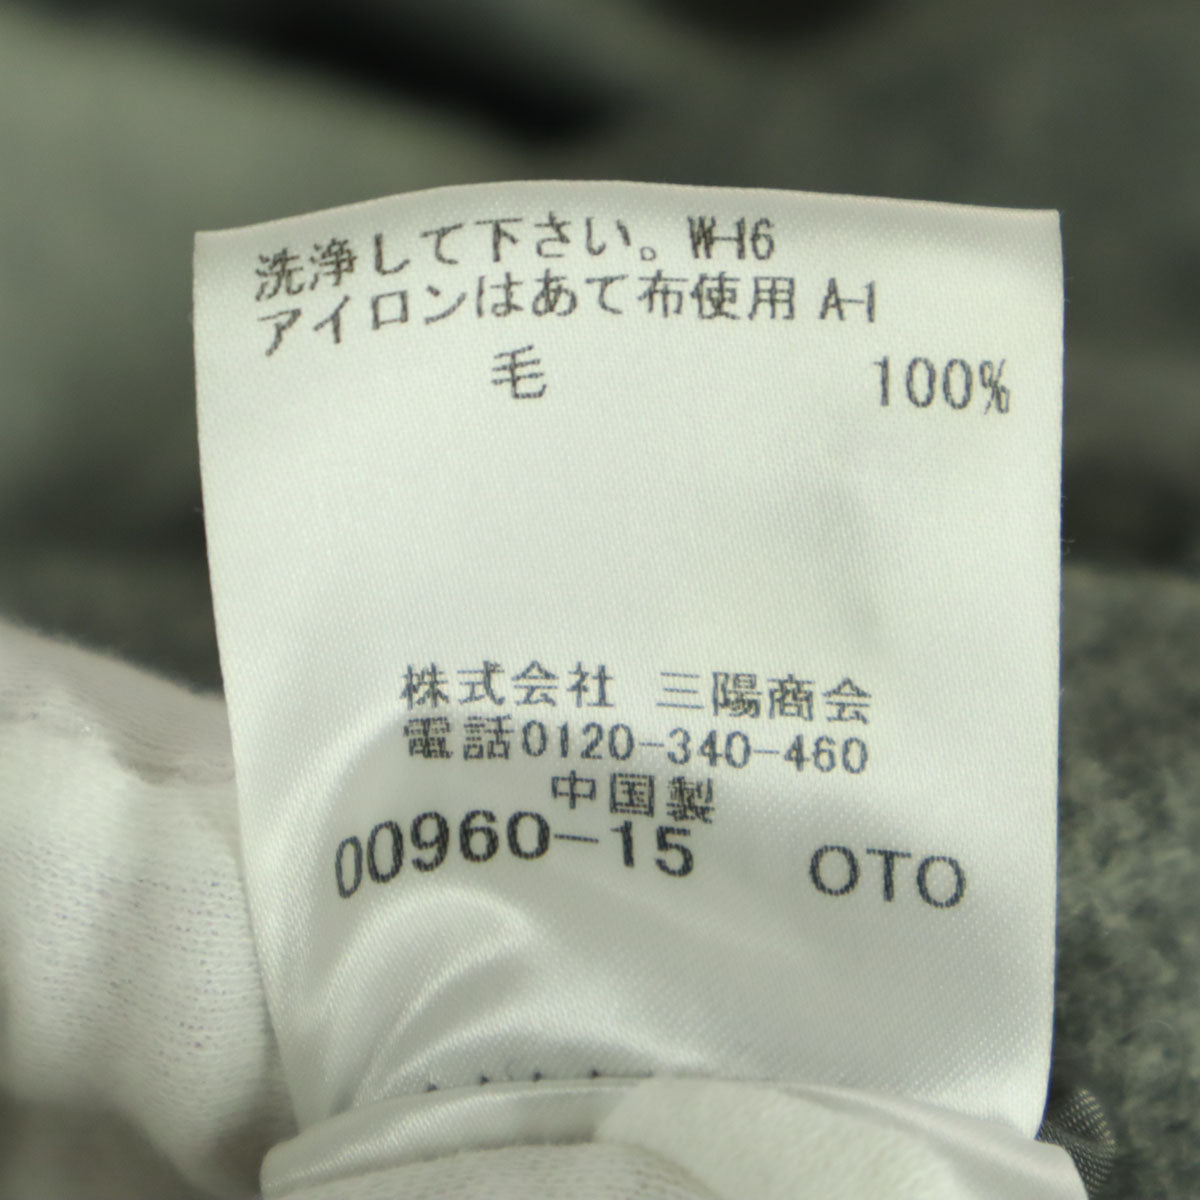 洗浄して下さい。W-16
アイロンはあて布使用 A-1
毛 100%
株式会社 三陽商会
電話0120-340-460
中国製
00960-15 OTO